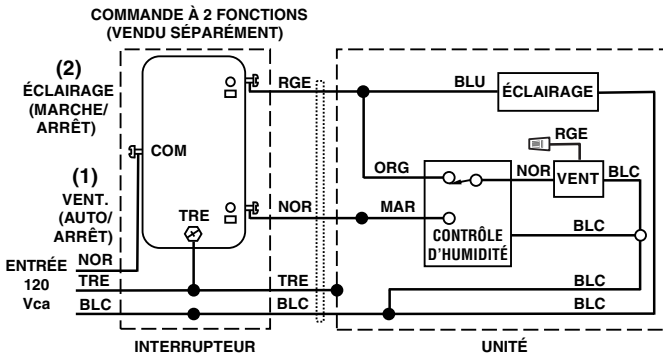 COMMANDE À 2 FONCTIONS
(VENDU SÉPARÉMENT)
(2)
ÉCLAIRAGE
(MARCHE/
ARRÊT)
RGE
BLU
ÉCLAIRAGE
COM
RGE
ORG
NOR
VENT
BLC
(1)
VENT.
(AUTO/
ARRÊT)
TRE
NOR
MAR
CONTRÔLE
D'HUMIDITÉ
BLC
ENTRÉE
120
Vca
NOR
TRE
TRE
BLC
BLC
BLC
BLC
INTERRUPTEUR
UNITÉ